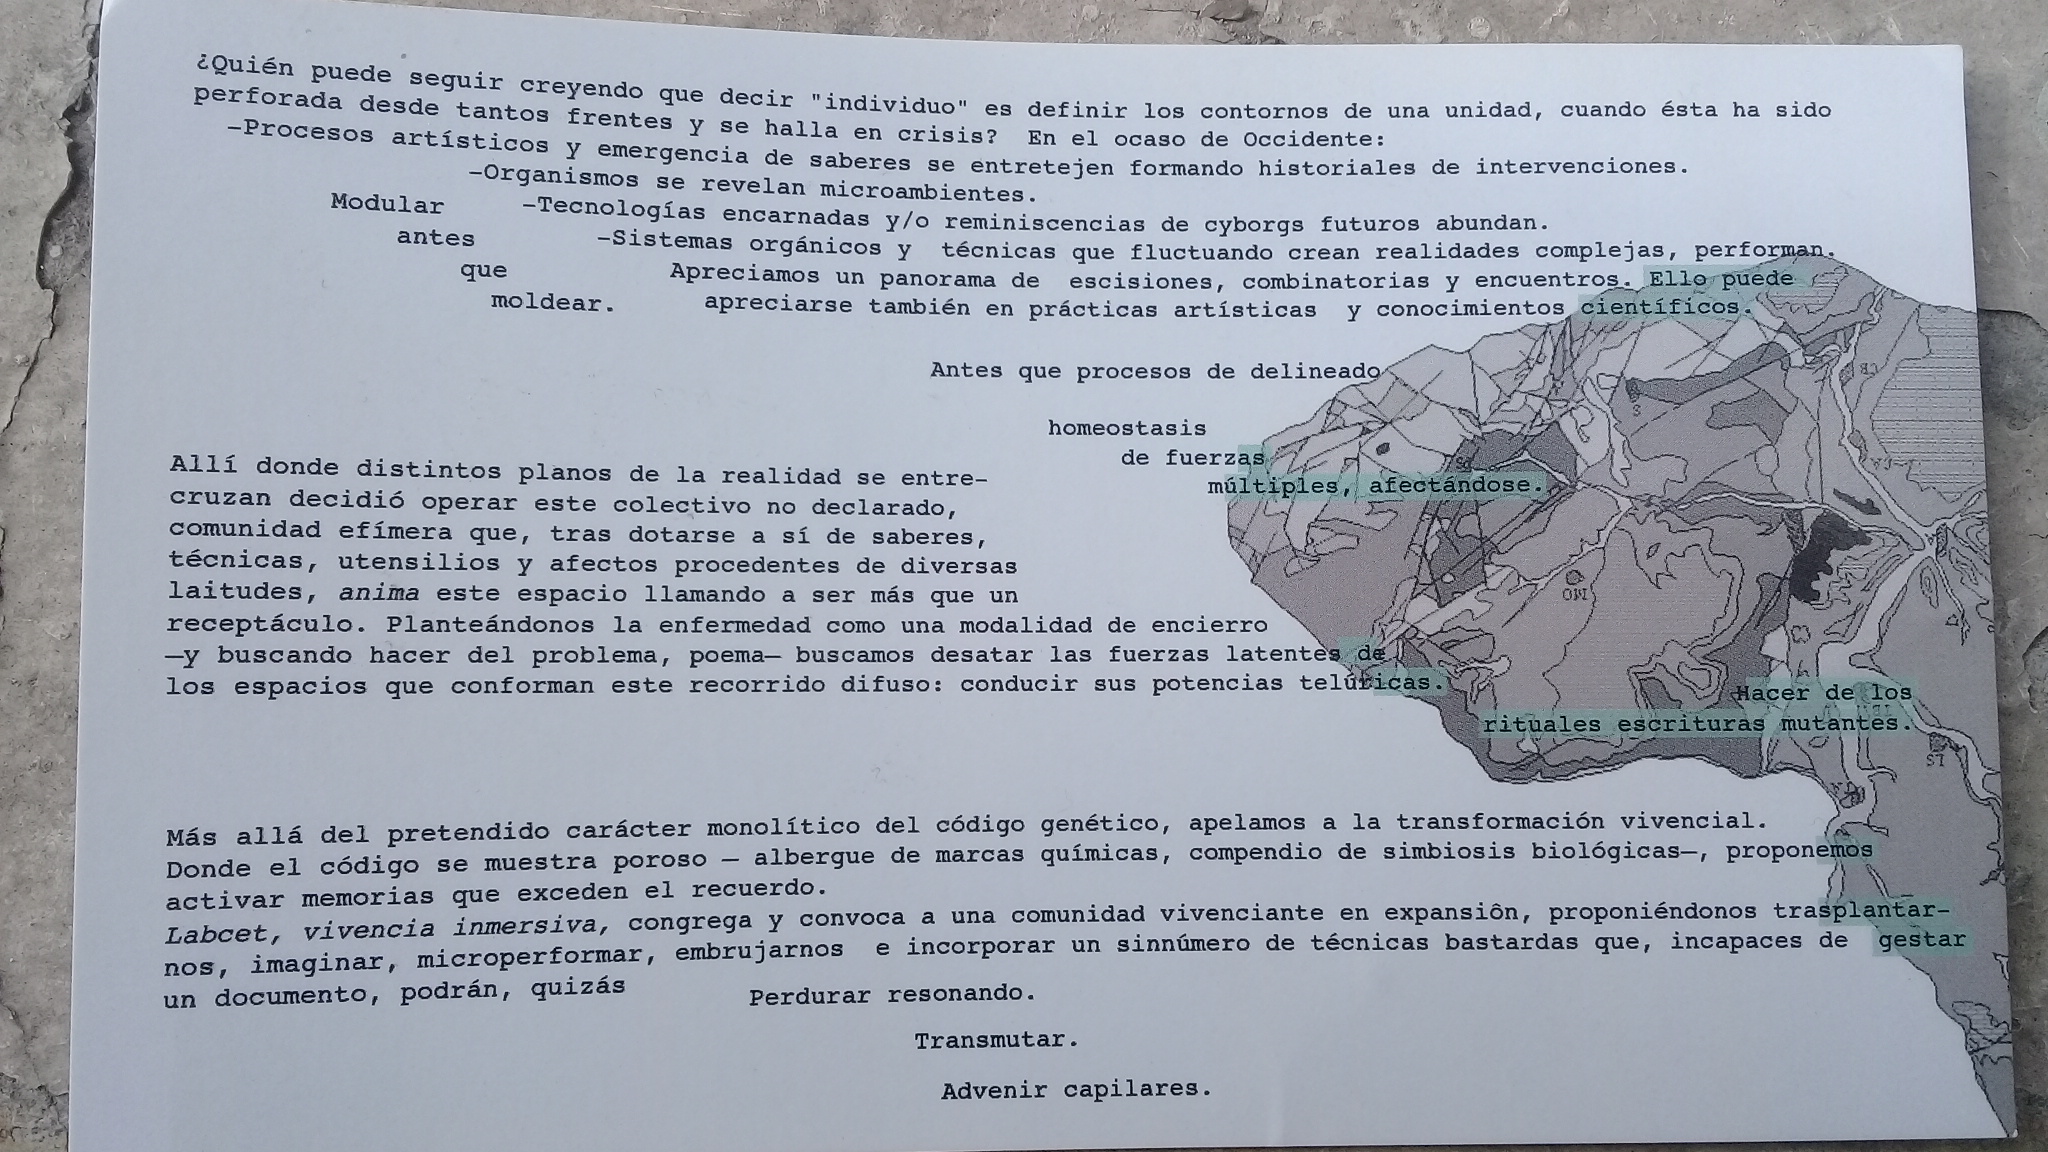 ¿Quién puede seguir creyendo que decir "individuo" es definir los contornos de una unidad, cuando ésta ha sido
perforada desde tantos frentes y se halla en crisis? En el ocaso de Occidente:
-Procesos artísticos y emergencia de saberes se entretejen formando historiales de intervenciones.
-Organismos se revelan microambientes.
-Tecnologías encarnadas y/o reminiscencias de cyborgs futuros abundan.
-Sistemas orgánicos y técnicas que fluctuando crean realidades complejas, performan.
Apreciamos un panorama de escisiones, combinatorias y encuentros. Ello puede
apreciarse también en prácticas artísticas y conocimientos científicos.
Modular
antes
que
moldear.
Antes que procesos de delineado
homeostasis
de fuerzas
múltiples, afectándose.
Allí donde distintos planos de la realidad se entre-
cruzan decidió operar este colectivo no declarado,
comunidad efímera que, tras dotarse a sí de saberes,
técnicas, utensilios y afectos procedentes de diversas
laitudes, anima este espacio llamando a ser más que un
receptáculo. Planteándonos la enfermedad como una modalidad de encierro
—y buscando hacer del problema, poema— buscamos desatar las fuerzas latentes de
los espacios que conforman este recorrido difuso: conducir sus potencias telúricas.
Hacer de los
rituales escrituras mutantes.
Más allá del pretendido carácter monolítico del código genético, apelamos a la transformación vivencial.
Donde el código se muestra poroso — albergue de marcas químicas, compendio de simbiosis biológicas—, proponemos
activar memorias que exceden el recuerdo.
Labcet, vivencia inmersiva, congrega y convoca a una comunidad vivenciante en expansiôn, proponiéndonos trasplantar-
nos, imaginar, microperformar, embrujarnos e incorporar un sinnúmero de técnicas bastardas que, incapaces de gestar
un documento, podrán, quizás
Perdurar resonando.
Transmutar.
Advenir capilares.